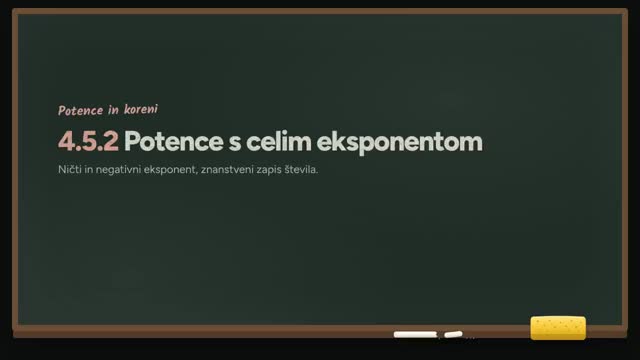 Potence in koreni
4.5.2 Potence s celim eksponentom
Ničti in negativni eksponent, znanstveni zapis števila.